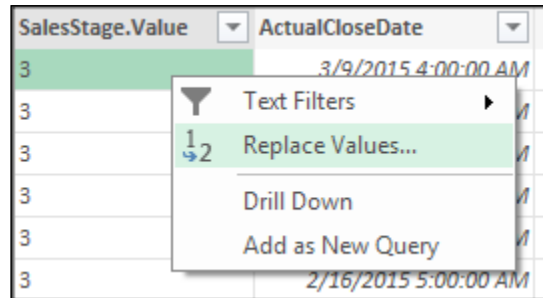 SalesStage.Value ActualCloseDate
3 3/9/2015 4:00:00 AM
3 Text Filters
3 Replace Values...
3 Drill Down
3 Add as New Query
3 2/16/2015 5:00:00 AM